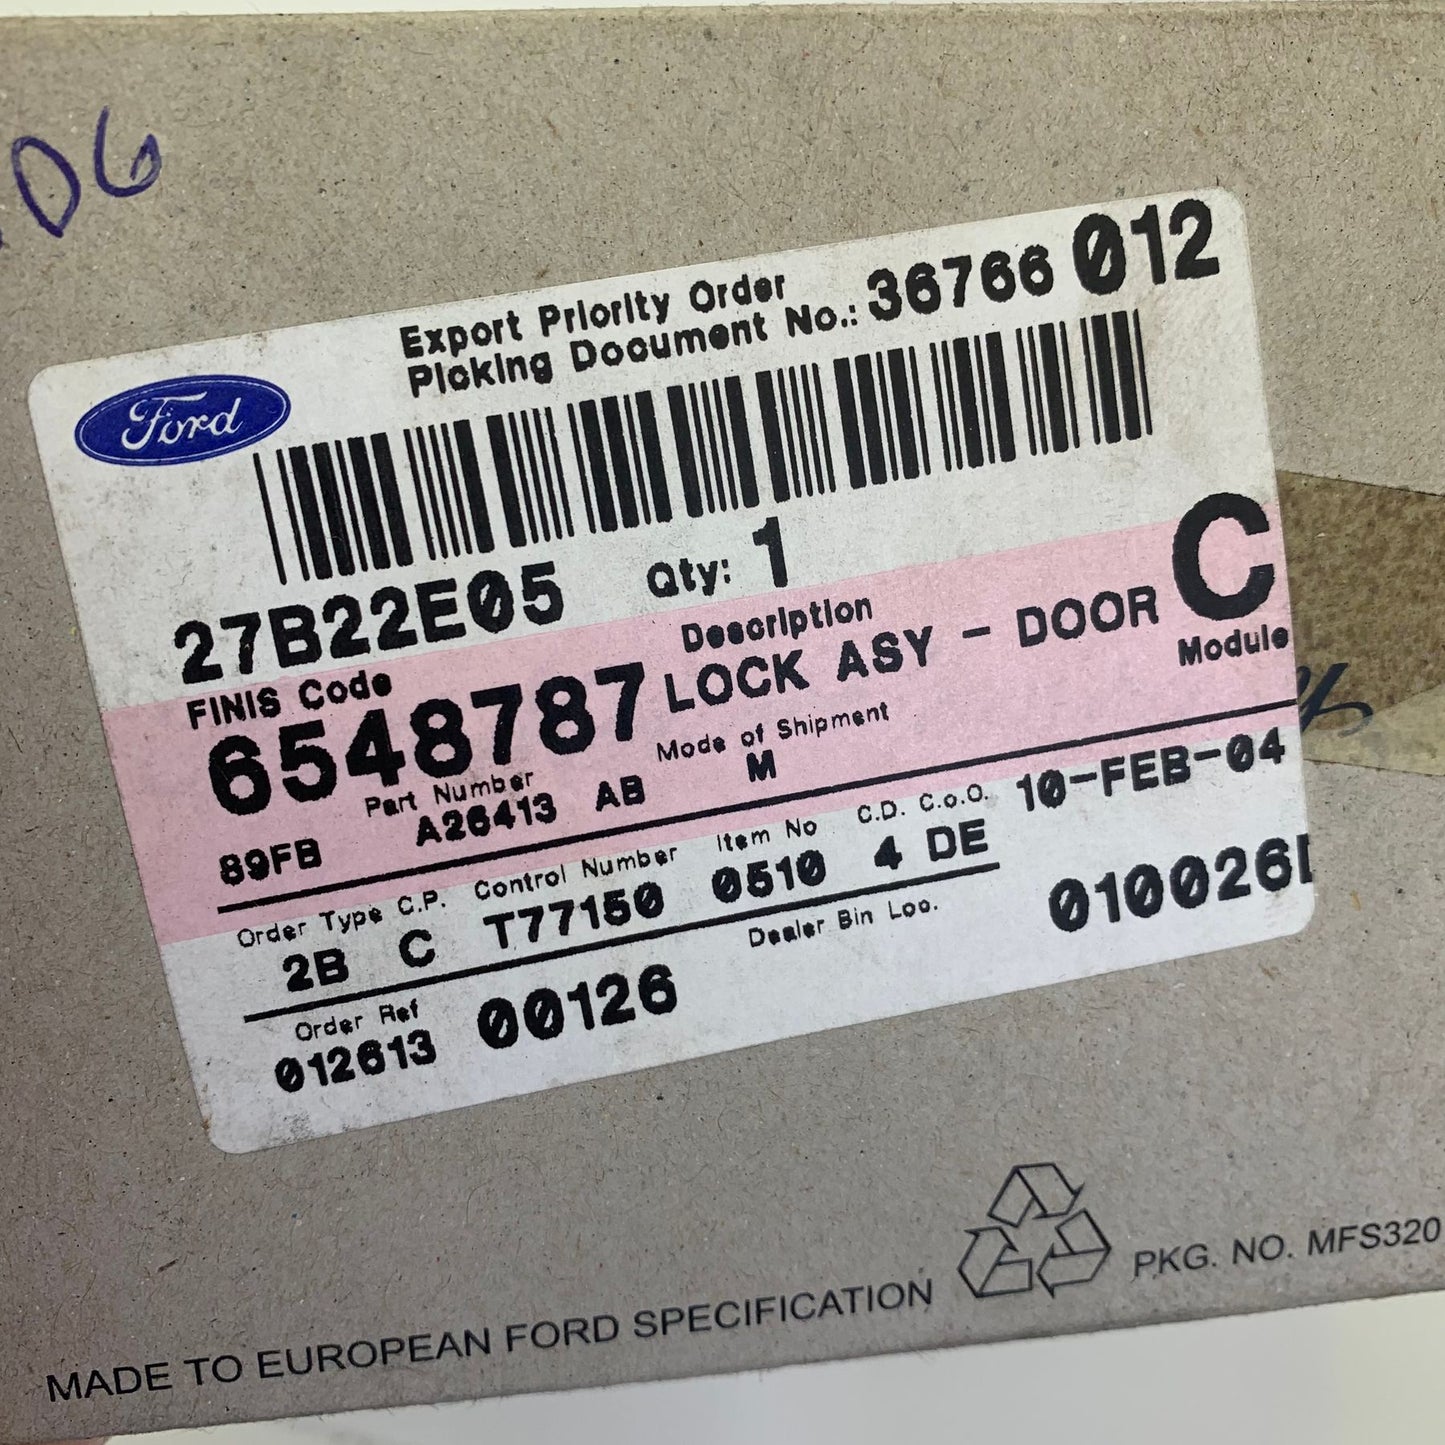 D6
Export Priority Order
Picking Document No.: 36766 012
Ford
27B22E05 Qty: 1
FINIS Code Description C
6548787 LOCK ASY - DOOR Module
Part Number Mode of Shipment
89FB A26413 AB M
Order Type C.P. Control Number Item No C.D. C.o.O. 10-FEB-04
2B C T77150 0510 4 DE
Order Ref Dealer Bin Loc. 010026
012613 00126
MADE TO EUROPEAN FORD SPECIFICATION PKG. NO. MFS320